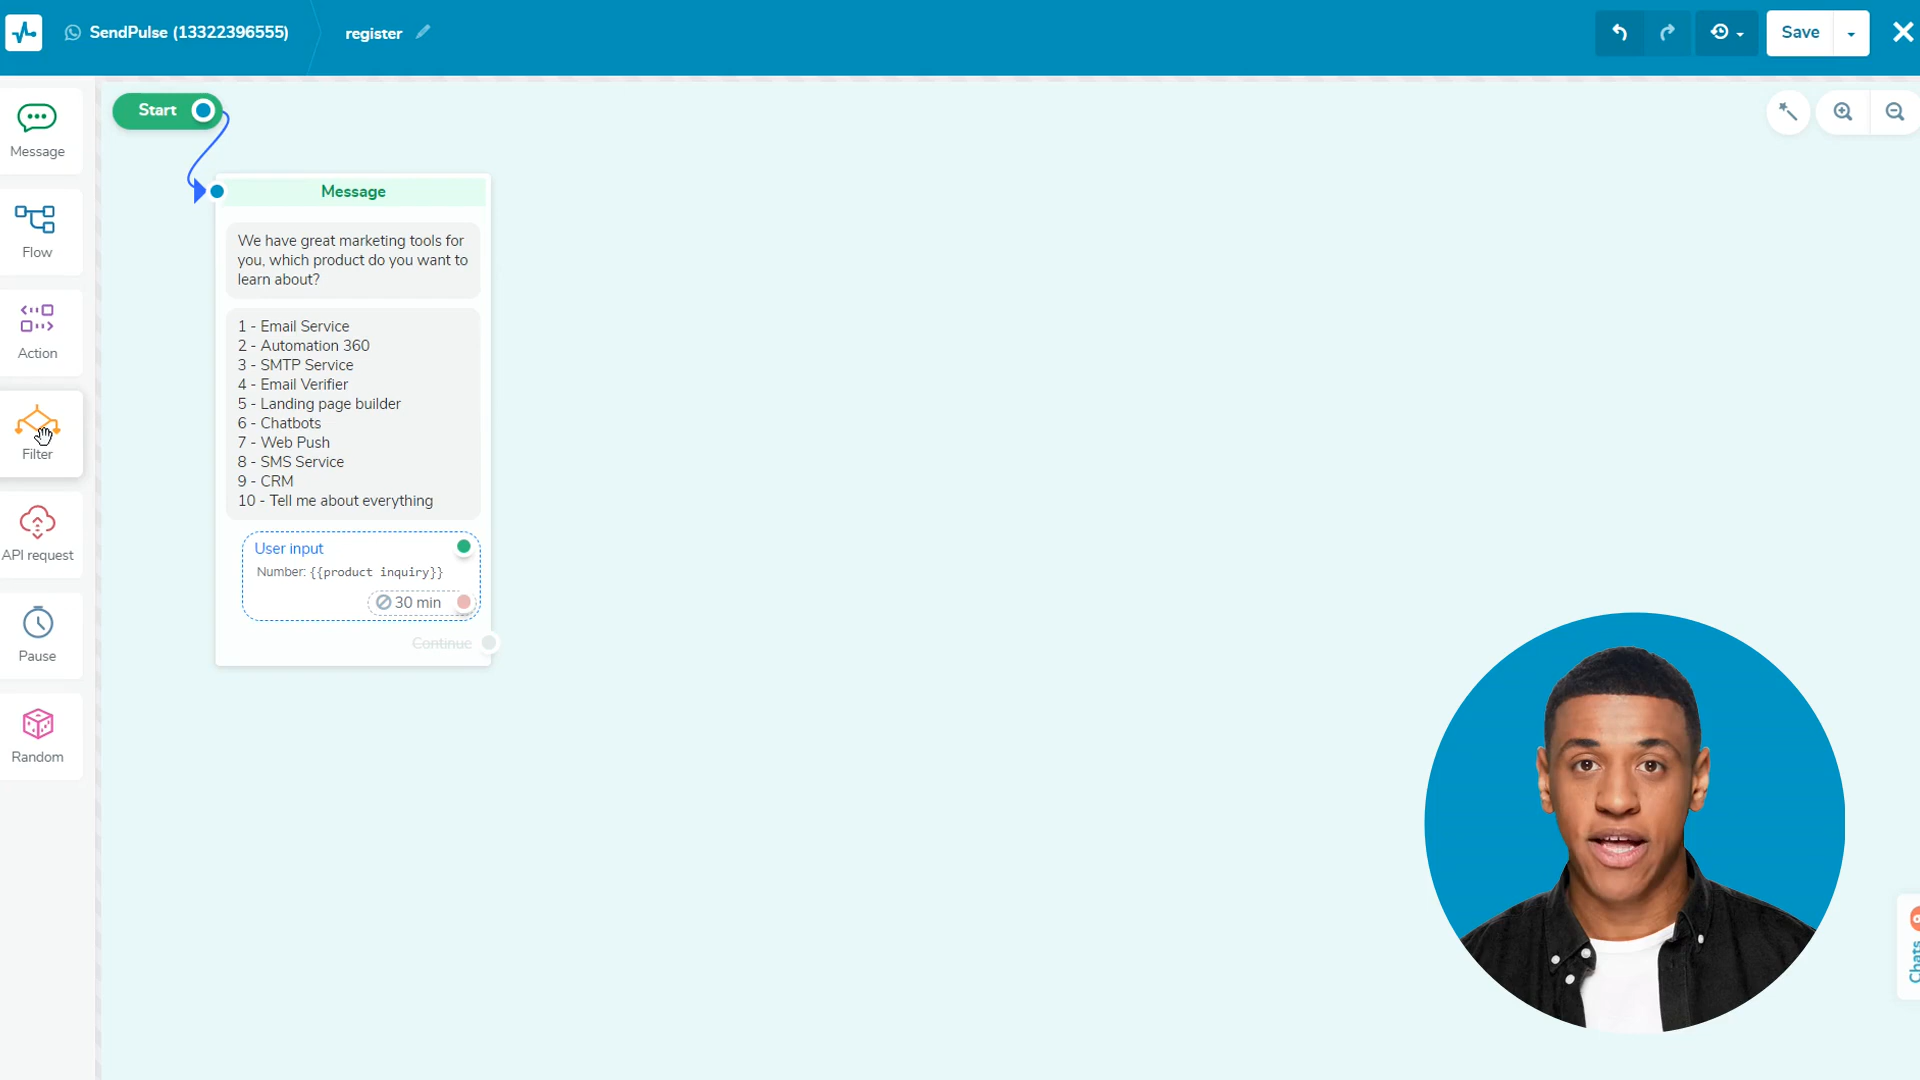 SendPulse (13322396555)
register
Save
Message
Flow
Action
Filter
API request
Pause
Random
Start
Message
We have great marketing tools for
you, which product do you want to
learn about?
1 - Email Service
2 - Automation 360
3 - SMTP Service
4 - Email Verifier
5 - Landing page builder
6 - Chatbots
7 - Web Push
8 - SMS Service
9 - CRM
10 - Tell me about everything
User input
Number: {{product inquiry}}
30 min
Continue
Chats